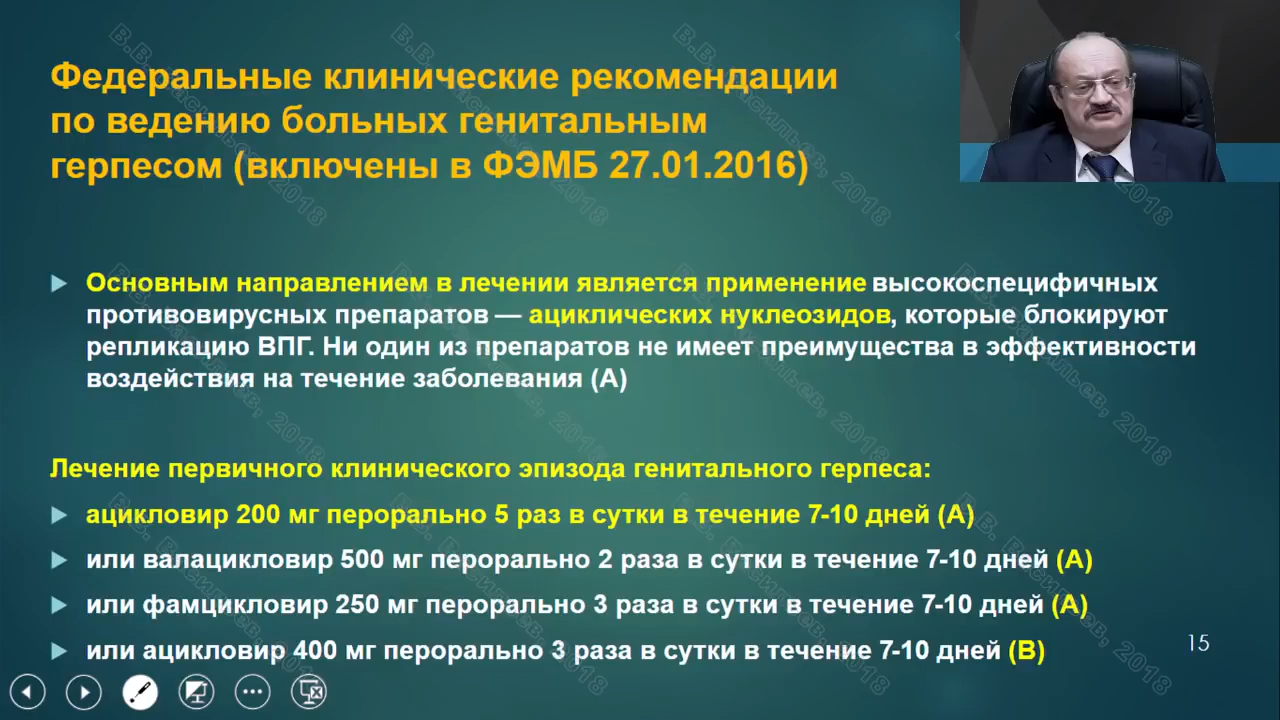 Федеральные клинические рекомендации
по ведению больных генитальным
герпесом (включены в ФЭМБ 27.01.2016)
Основным направлением в лечении является применение высокоспецифичных
противовирусных препаратов — ациклических нуклеозидов, которые блокируют
репликацию ВПГ. Ни один из препаратов не имеет преимущества в эффективности
воздействия на течение заболевания (А)
Лечение первичного клинического эпизода генитального герпеса:
ацикловир 200 мг перорально 5 раз в сутки в течение 7-10 дней (А)
или валацикловир 500 мг перорально 2 раза в сутки в течение 7-10 дней (А)
или фамцикловир 250 мг перорально 3 раза в сутки в течение 7-10 дней (А)
или ацикловир 400 мг перорально 3 раза в сутки в течение 7-10 дней (В)
15
В.В. Васильев, 2018